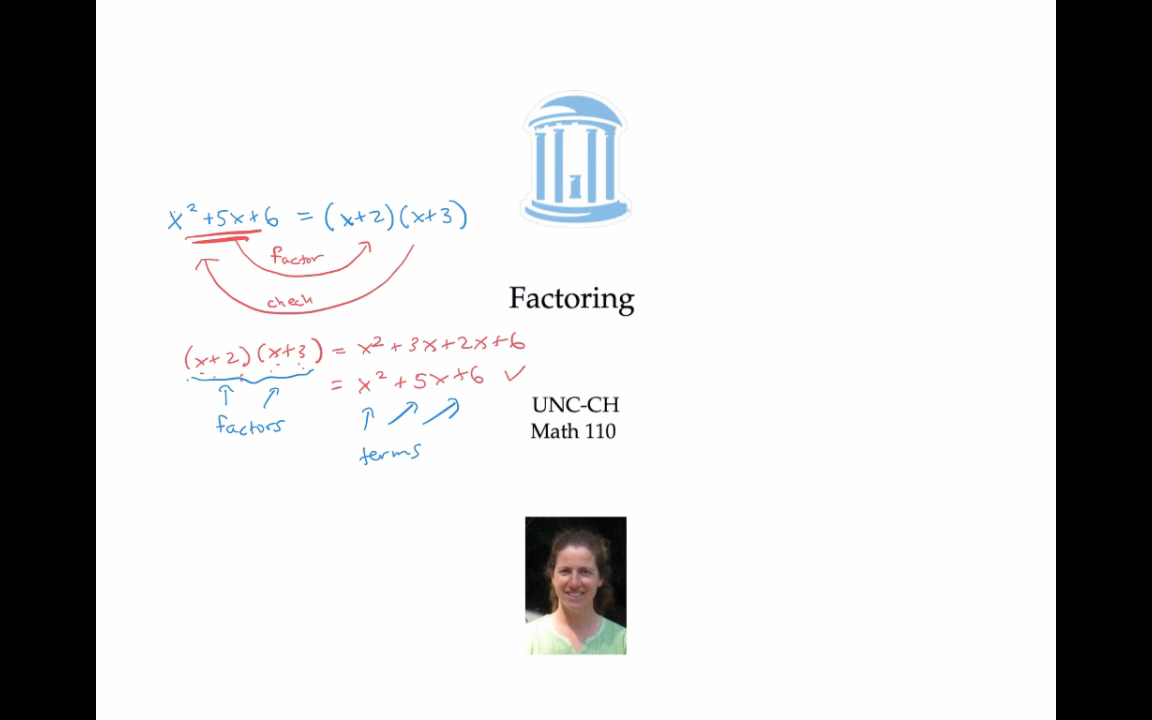 x² + 5x + 6 = (x+2)(x+3)
factor
check
Factoring
(x+2)(x+3) = x² + 3x + 2x + 6
= x² + 5x + 6 ✓
factors
terms
UNC-CH
Math 110